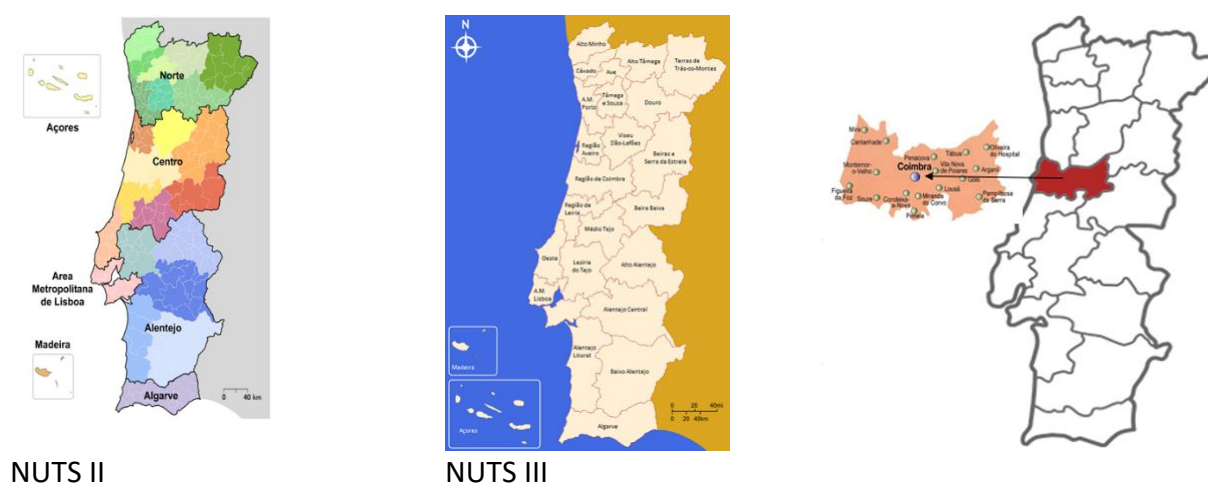 Norte
Açores
Centro
Area
Metropolitana
de Lisboa
Alentejo
Madeira
Algarve
0 40 km
NUTS II
N
Alto Minho
Cávado
Ave
Alto Tâmega
Terras de
Trás-os-Montes
A.M.
Porto
Tâmega
e Sousa
Douro
Região
Aveiro
Viseu
Dão-Lafões
Beiras e
Serra da Estrela
Região de Coimbra
Região de
Leiria
Beira Baixa
Médio Tejo
Oeste
Lezíria
do Tejo
Alto Alentejo
A.M.
Lisboa
Alentejo Central
Alentejo
Litoral
Baixo Alentejo
Madeira
Açores
Algarve
0 20 40mi
0 20 40km
NUTS III
Mira
Cantanhede
Penacova
Tábua
Oliveira
do Hospital
Montemor-
o-Velho
Coimbra
Vila Nova
de Poiares
Arganil
Góis
Figueira
da Foz
Soure
Condeixa-
a-Nova
Miranda
do Corvo
Lousã
Pampilhosa
da Serra
Penela